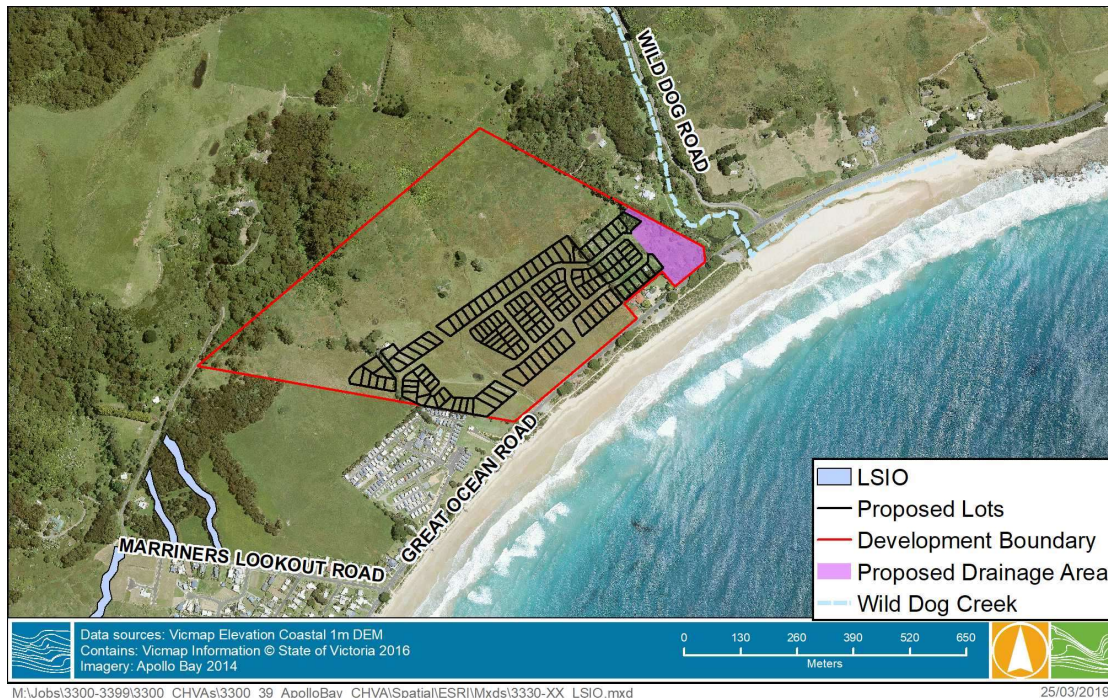 WILD DOG ROAD
GREAT OCEAN ROAD
MARRINERS LOOKOUT ROAD
LSIO
Proposed Lots
Development Boundary
Proposed Drainage Area
Wild Dog Creek
Data sources: Vicmap Elevation Coastal 1m DEM
Contains: Vicmap Information © State of Victoria 2016
Imagery: Apollo Bay 2014
0 130 260 390 520 650
Meters
M:\Jobs\3300-3399\3300_CHVAs\3300_39_ApolloBay_CHVA\Spatial\ESRI\Mxds\3330-XX_LSIO.mxd
25/03/2019